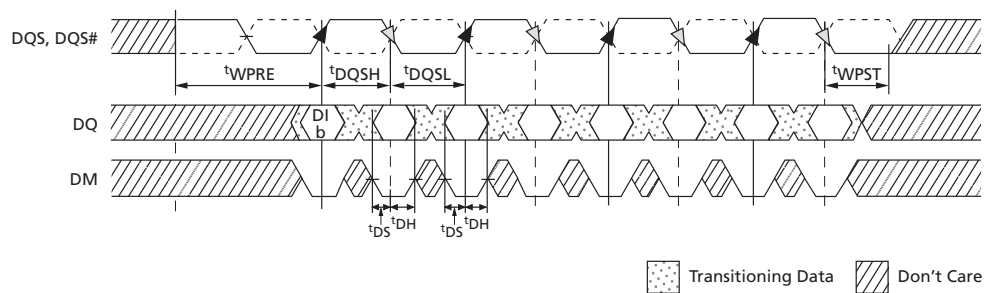 DQS, DQS#
tWPRE
tDQSH
tDQSL
tWPST
DQ
DI
b
DM
tDS
tDH
tDS
tDH
Transitioning Data
Don't Care